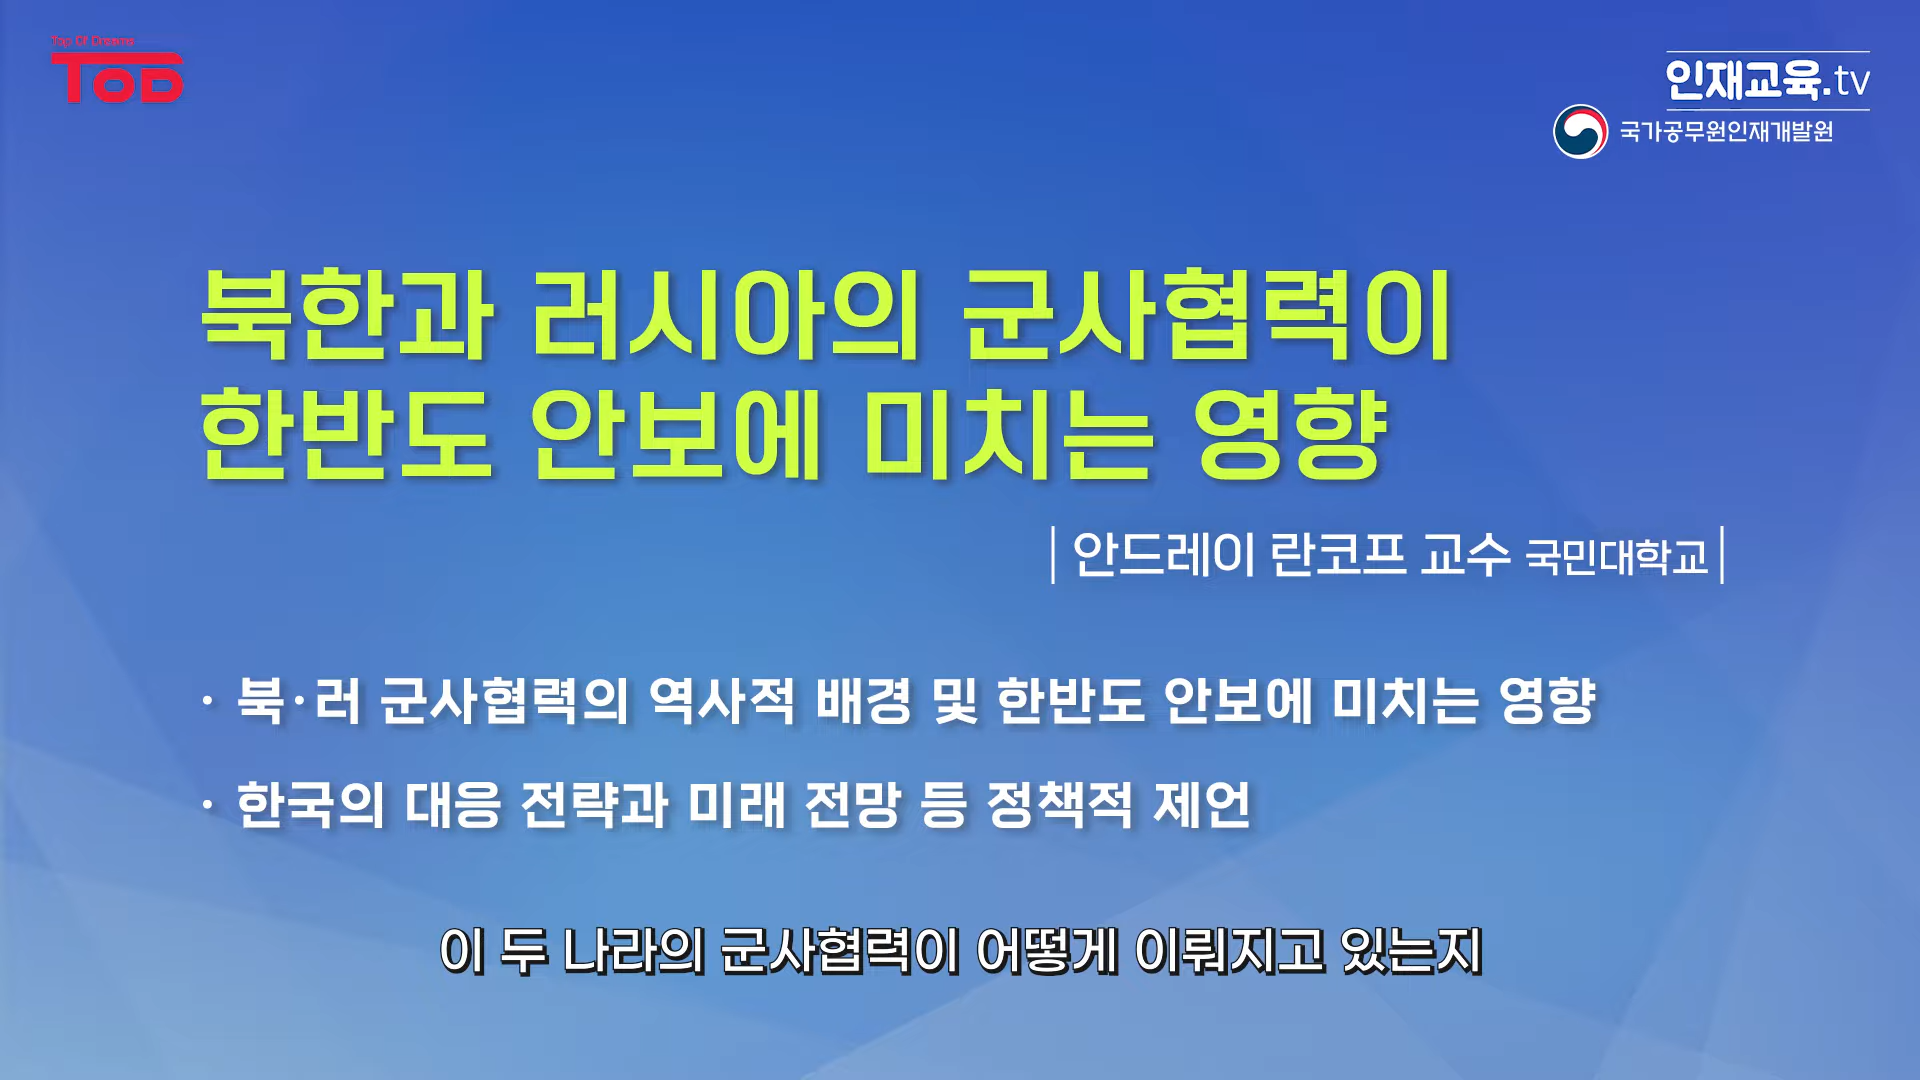 Top Of Dreams
TOD
인재교육.tv
국가공무원인재개발원
북한과 러시아의 군사협력이
한반도 안보에 미치는 영향
안드레이 란코프 교수 국민대학교
· 북·러 군사협력의 역사적 배경 및 한반도 안보에 미치는 영향
· 한국의 대응 전략과 미래 전망 등 정책적 제언
이 두 나라의 군사협력이 어떻게 이뤄지고 있는지